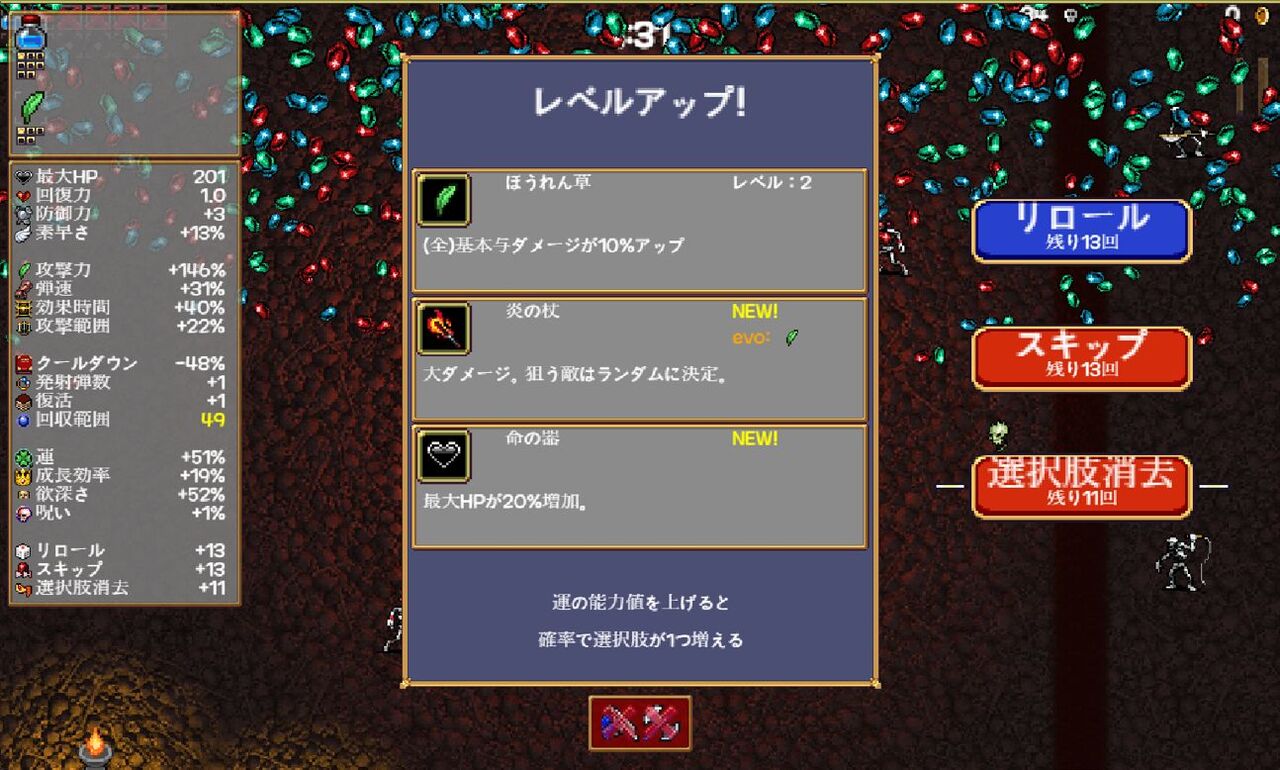 :31
34
0
レベルアップ!
ほうれん草 レベル：2
(全)基本与ダメージが10%アップ
炎の杖 NEW!
evo:
大ダメージ。狙う敵はランダムに決定。
命の器 NEW!
最大HPが20%増加。
運の能力値を上げると
確率で選択肢が1つ増える
最大HP 201
回復力 1.0
防御力 +3
素早さ +13%
攻撃力 +146%
弾速 +31%
効果時間 +40%
攻撃範囲 +22%
クールダウン -48%
発射弾数 +1
復活 +1
回収範囲 49
運 +51%
成長効率 +19%
欲深さ +52%
呪い +1%
リロール +13
スキップ +13
選択肢消去 +11
リロール
残り13回
スキップ
残り13回
選択肢消去
残り11回